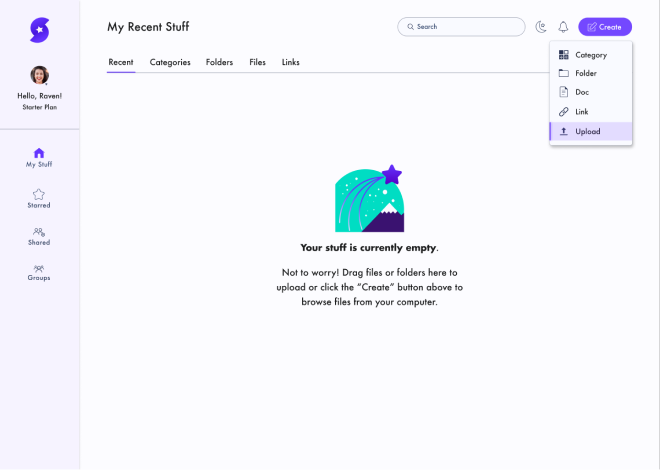 My Recent Stuff
Search
Create
Hello, Raven!
Starter Plan
Recent
Categories
Folders
Files
Links
Category
Folder
Doc
Link
Upload
My Stuff
Starred
Shared
Groups
Your stuff is currently empty.
Not to worry! Drag files or folders here to
upload or click the “Create” button above to
browse files from your computer.